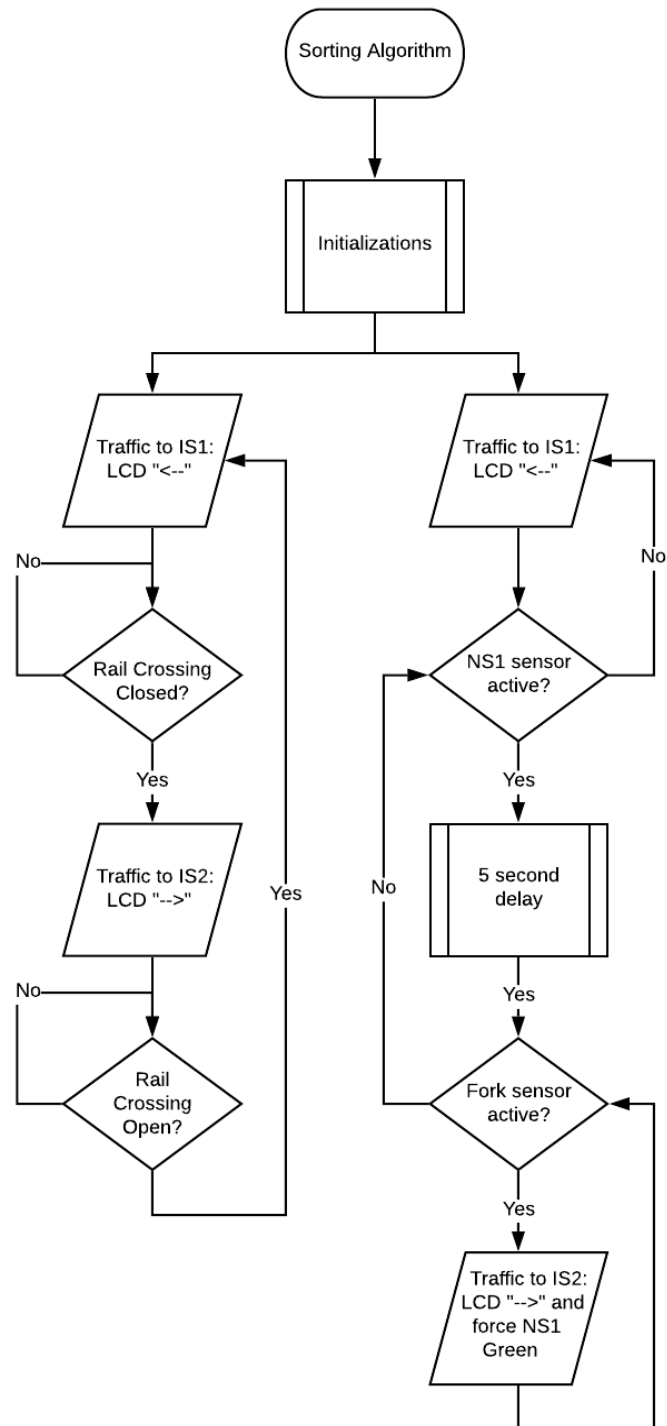 Sorting Algorithm
Initializations
Traffic to IS1:
LCD "<--"
No
Rail Crossing
Closed?
Yes
Traffic to IS2:
LCD "-->"
No
Rail
Crossing
Open?
Yes
Traffic to IS1:
LCD "<--"
No
NS1 sensor
active?
Yes
5 second
delay
Yes
No
Fork sensor
active?
Yes
Traffic to IS2:
LCD "-->" and
force NS1
Green